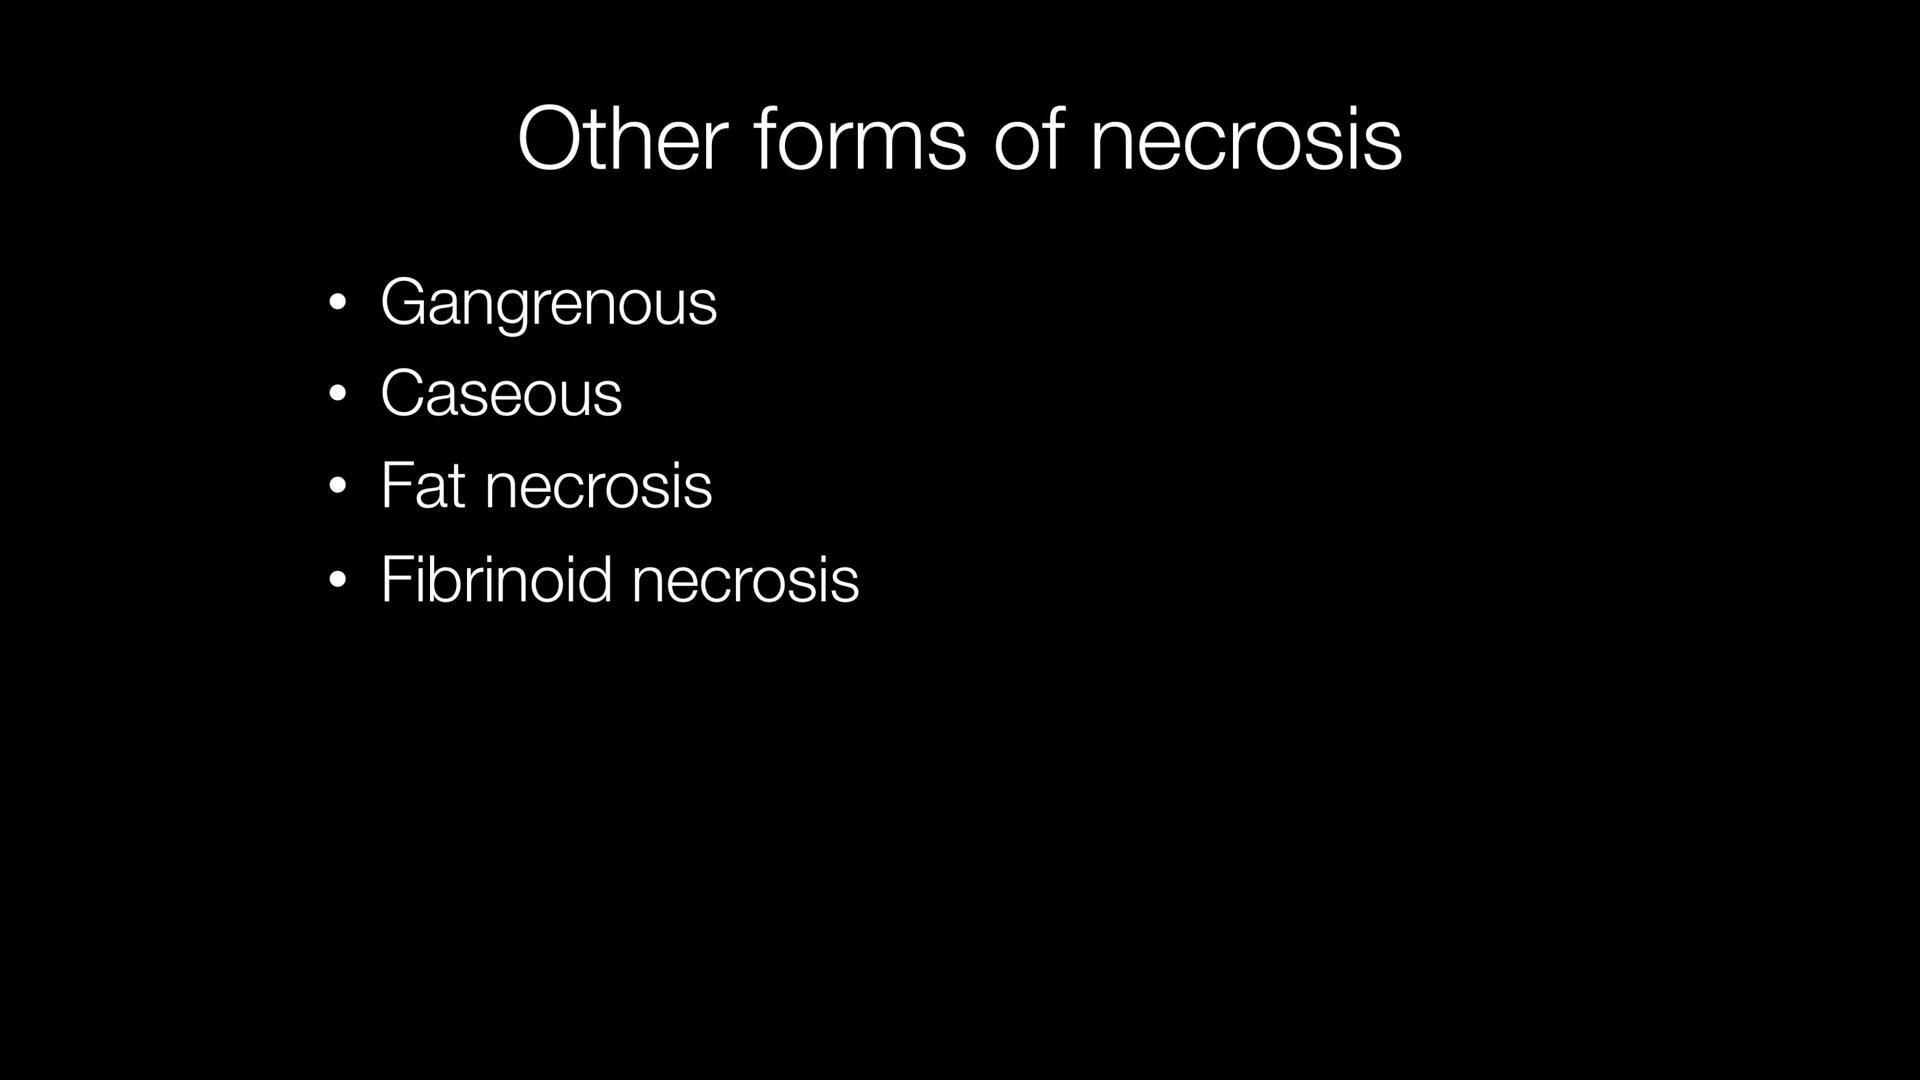 Other forms of necrosis
• Gangrenous
• Caseous
• Fat necrosis
• Fibrinoid necrosis